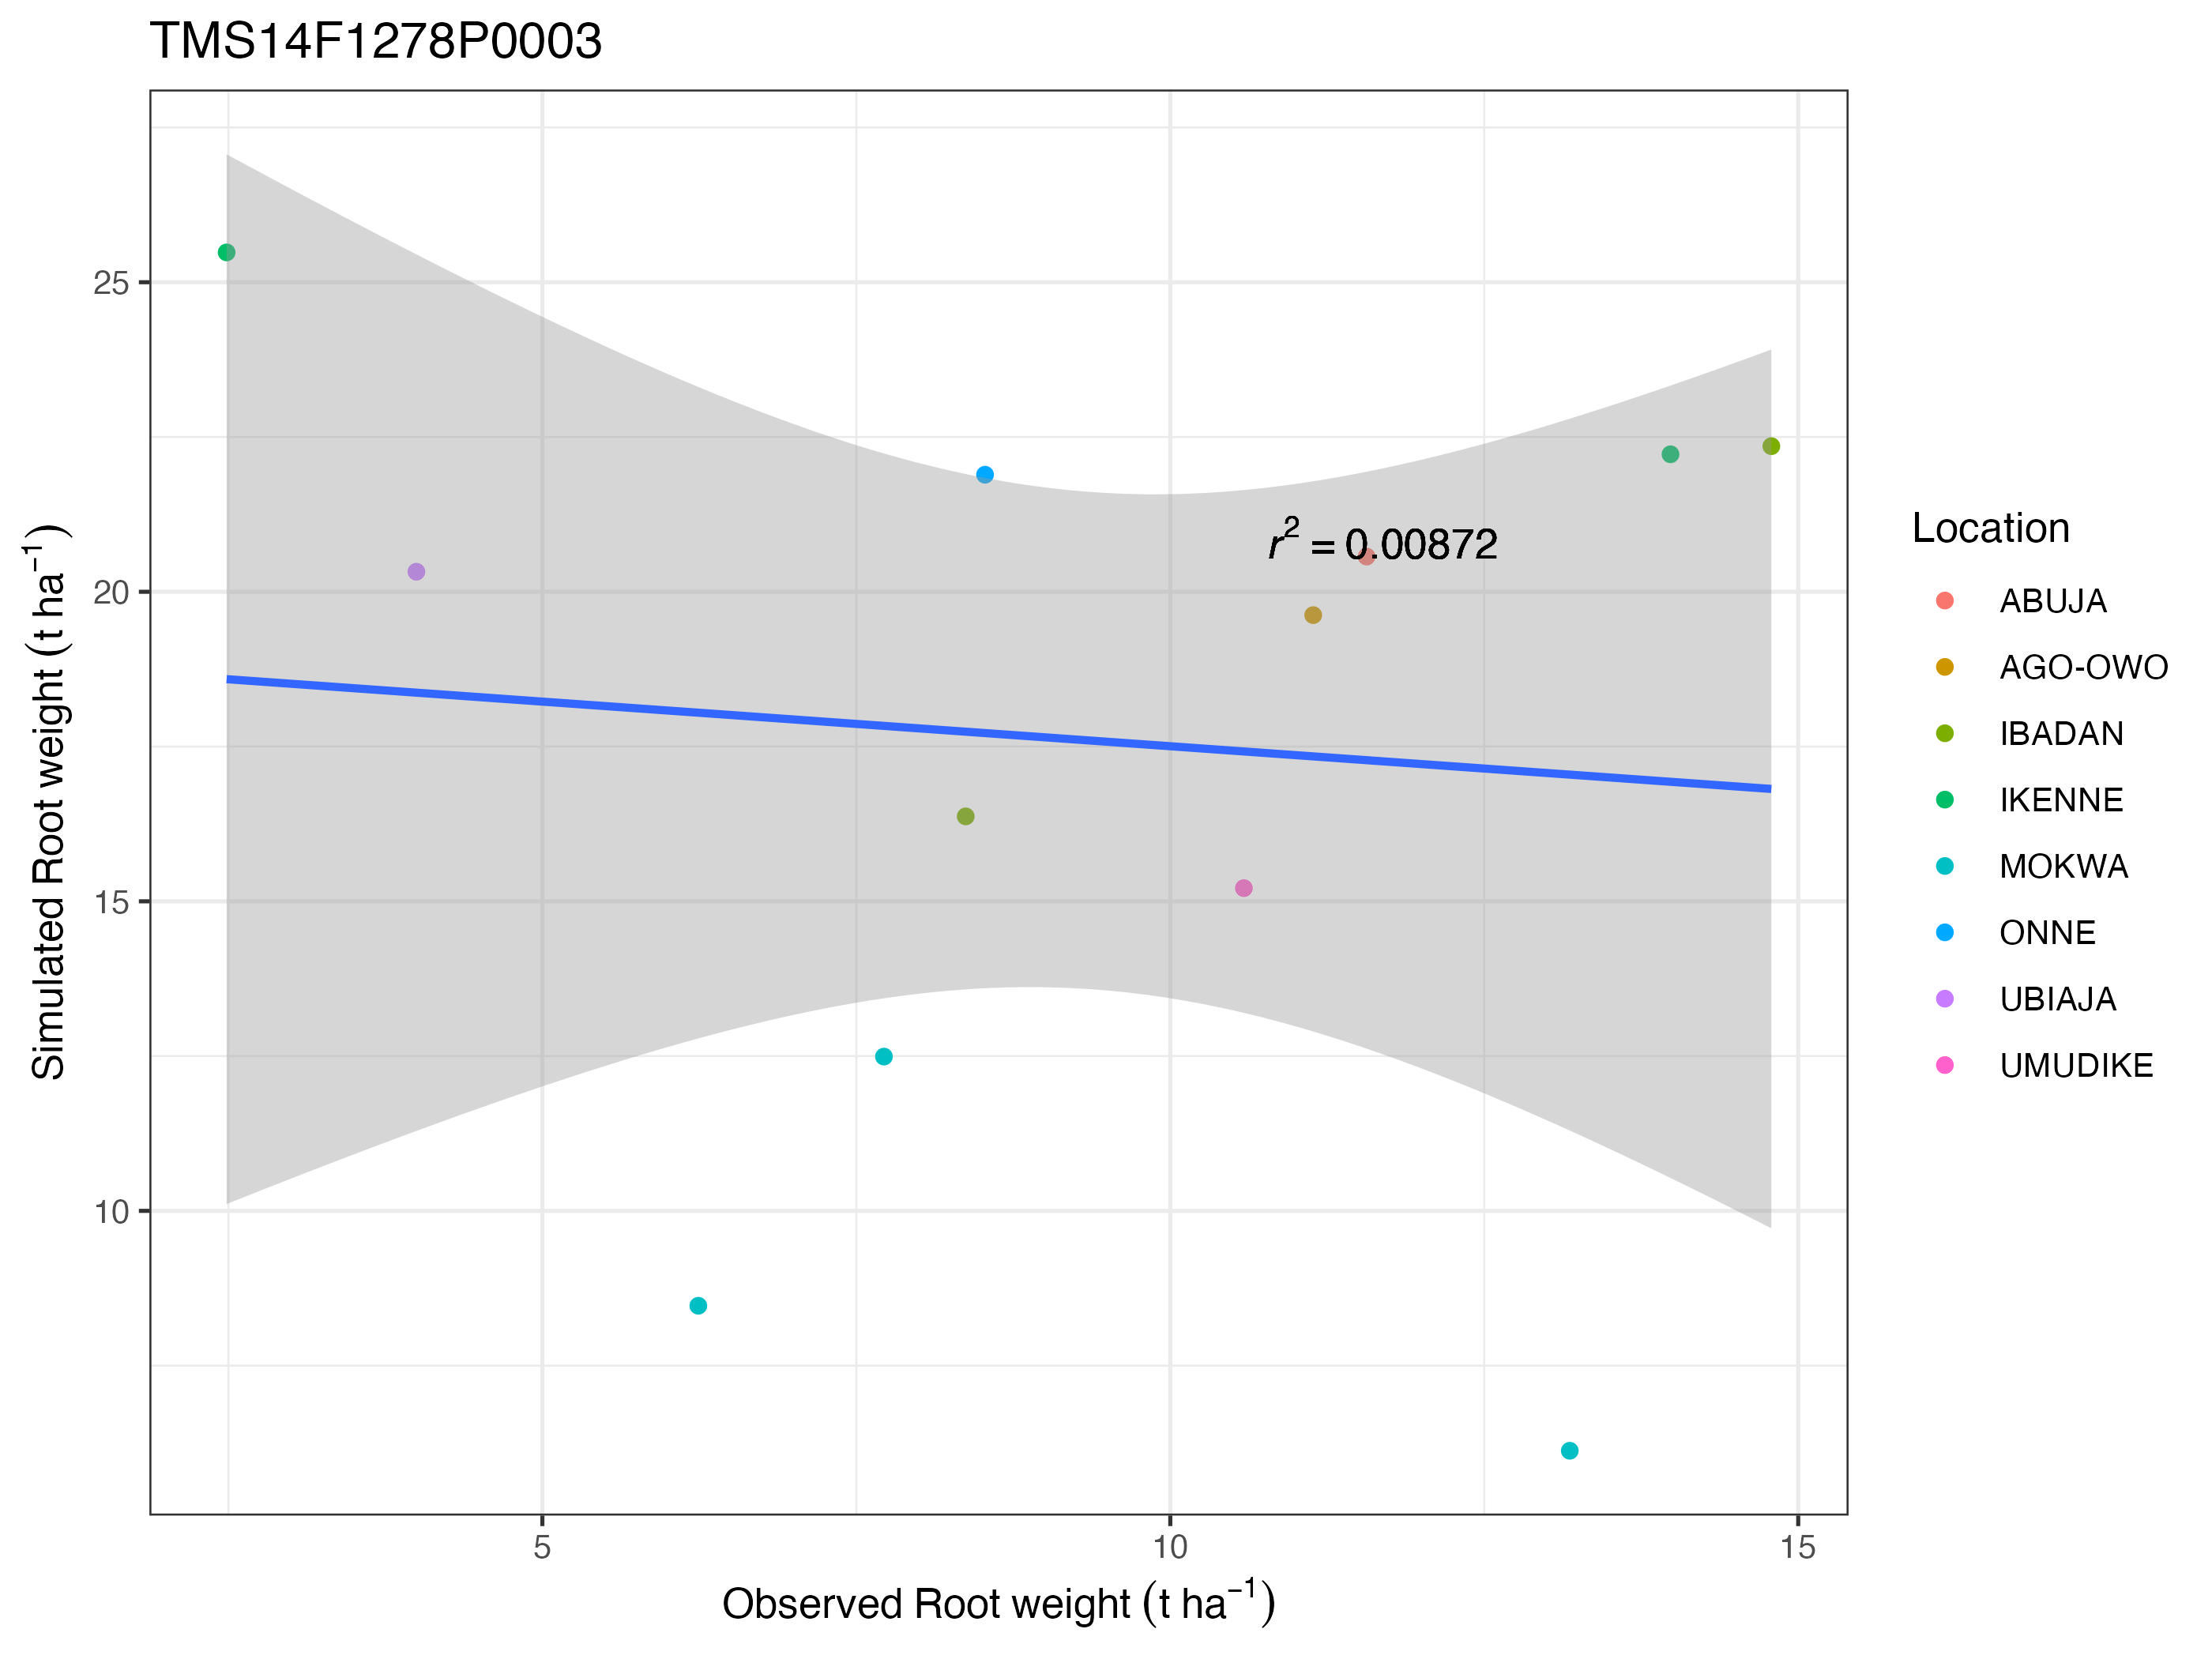 TMS14F1278P0003
25
20
15
10
Simulated Root weight (t ha⁻¹)
r² = 0.00872
5
10
15
Observed Root weight (t ha⁻¹)
Location
ABUJA
AGO-OWO
IBADAN
IKENNE
MOKWA
ONNE
UBIAJA
UMUDIKE